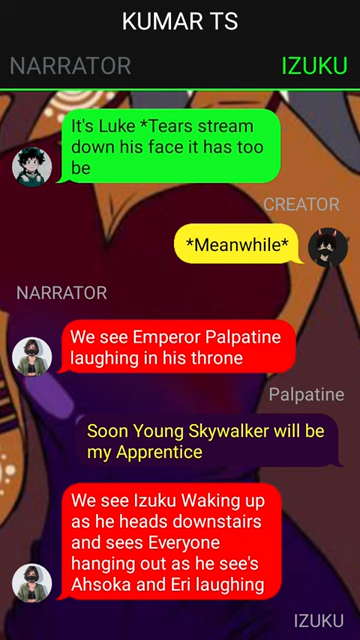 KUMAR TS
NARRATOR IZUKU
It's Luke *Tears stream
down his face it has too
be
CREATOR
*Meanwhile*
NARRATOR
We see Emperor Palpatine
laughing in his throne
Palpatine
Soon Young Skywalker will be
my Apprentice
We see Izuku Waking up
as he heads downstairs
and sees Everyone
hanging out as he see's
Ahsoka and Eri laughing
IZUKU